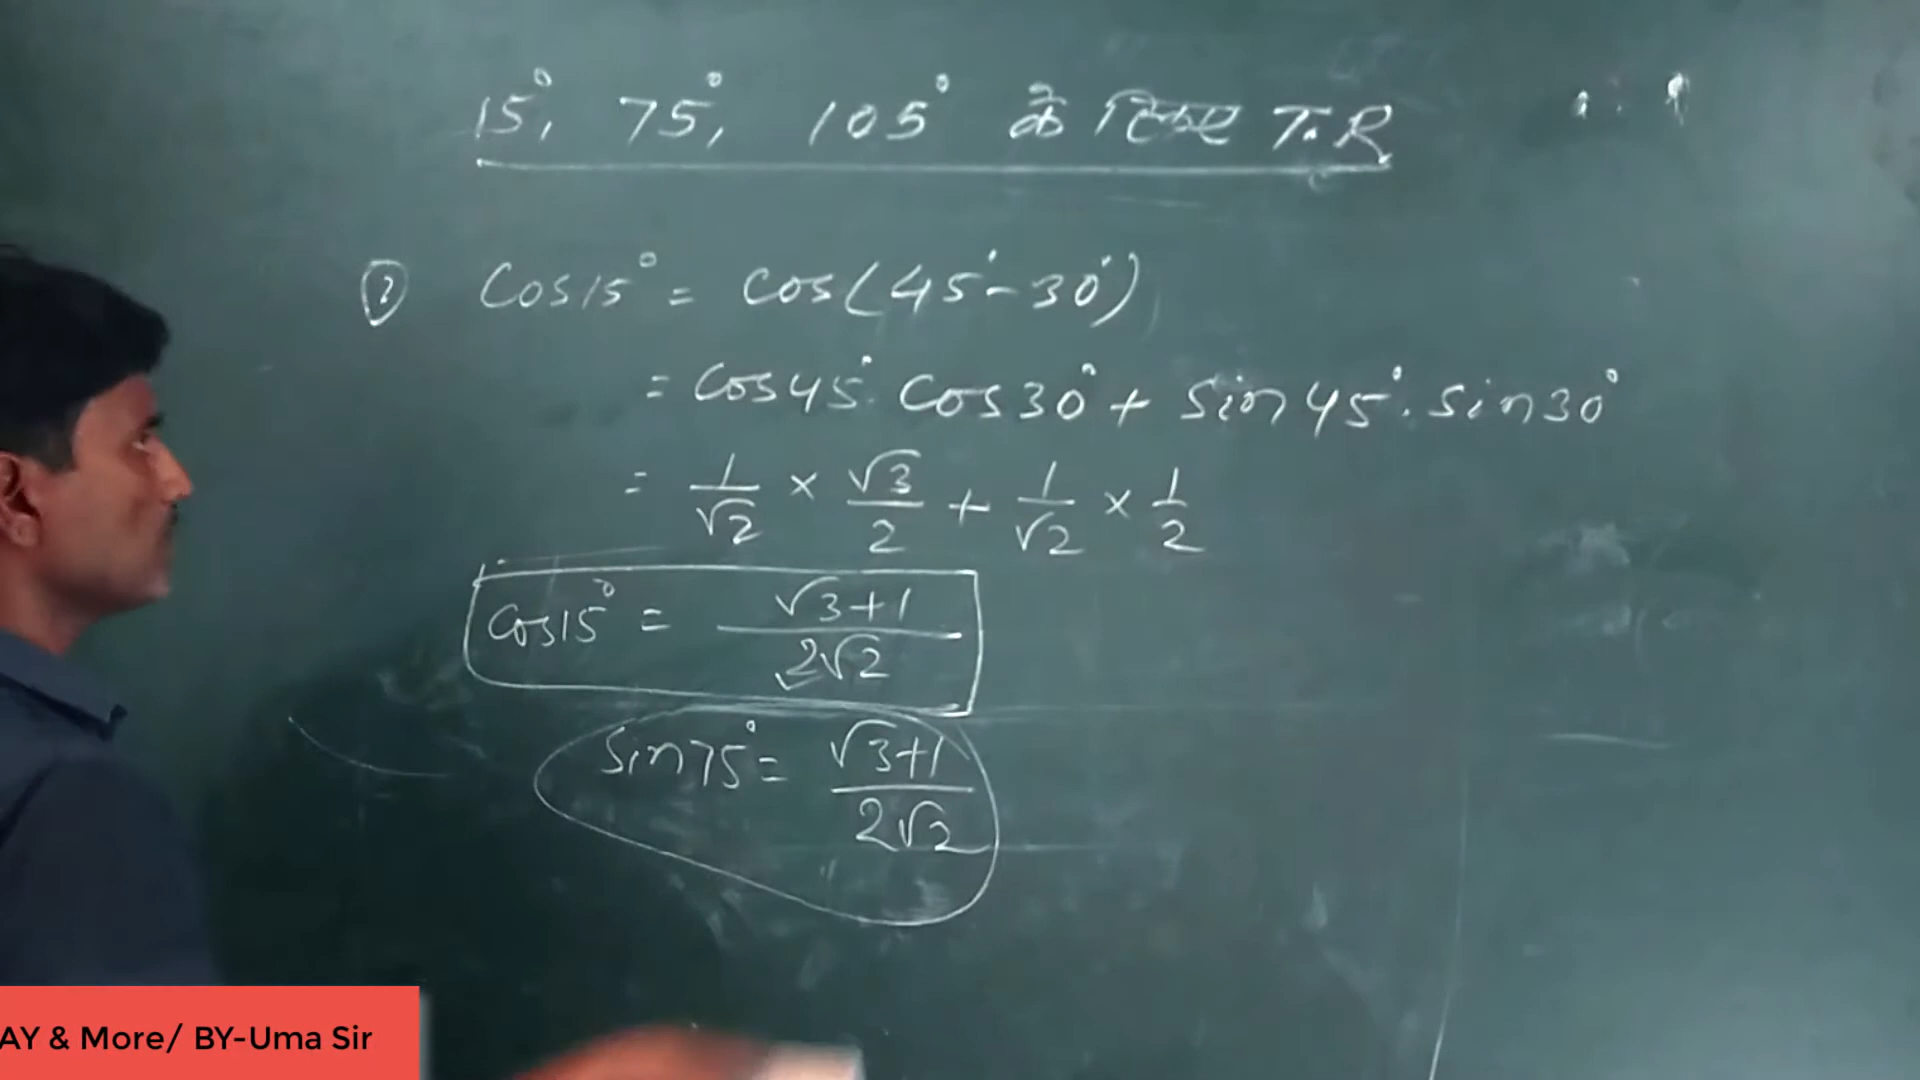 15°, 75°, 105° के लिए T.R
② cos15° = cos(45°-30°)
= cos45°. cos30° + sin45°. sin30°
= 1/√2 × √3/2 + 1/√2 × 1/2
cos15° = √3+1/2√2
sin75° = √3+1/2√2
AY & More/ BY-Uma Sir